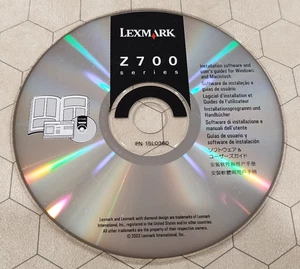 LEXMARK
Z700
series
Installation software and
user's guides for Windows
and Macintosh
Software de instalação e
guias do usuário
Logiciel d'installation et
Guides de l'utilisateur
Installationsprogramm und
Handbücher
Software di installazione e
manuali dell'utente
Guías de usuario y
software de instalación
ソフトウェア &
ユーザーズガイド
安装软件和用户手册
安裝軟體與用戶手冊
P/N 15L0380
Lexmark and Lexmark with diamond design are trademarks of Lexmark
International, Inc., registered in the United States and/or other countries.
All other trademarks are the property of their respective owners.
© 2003 Lexmark International, Inc.